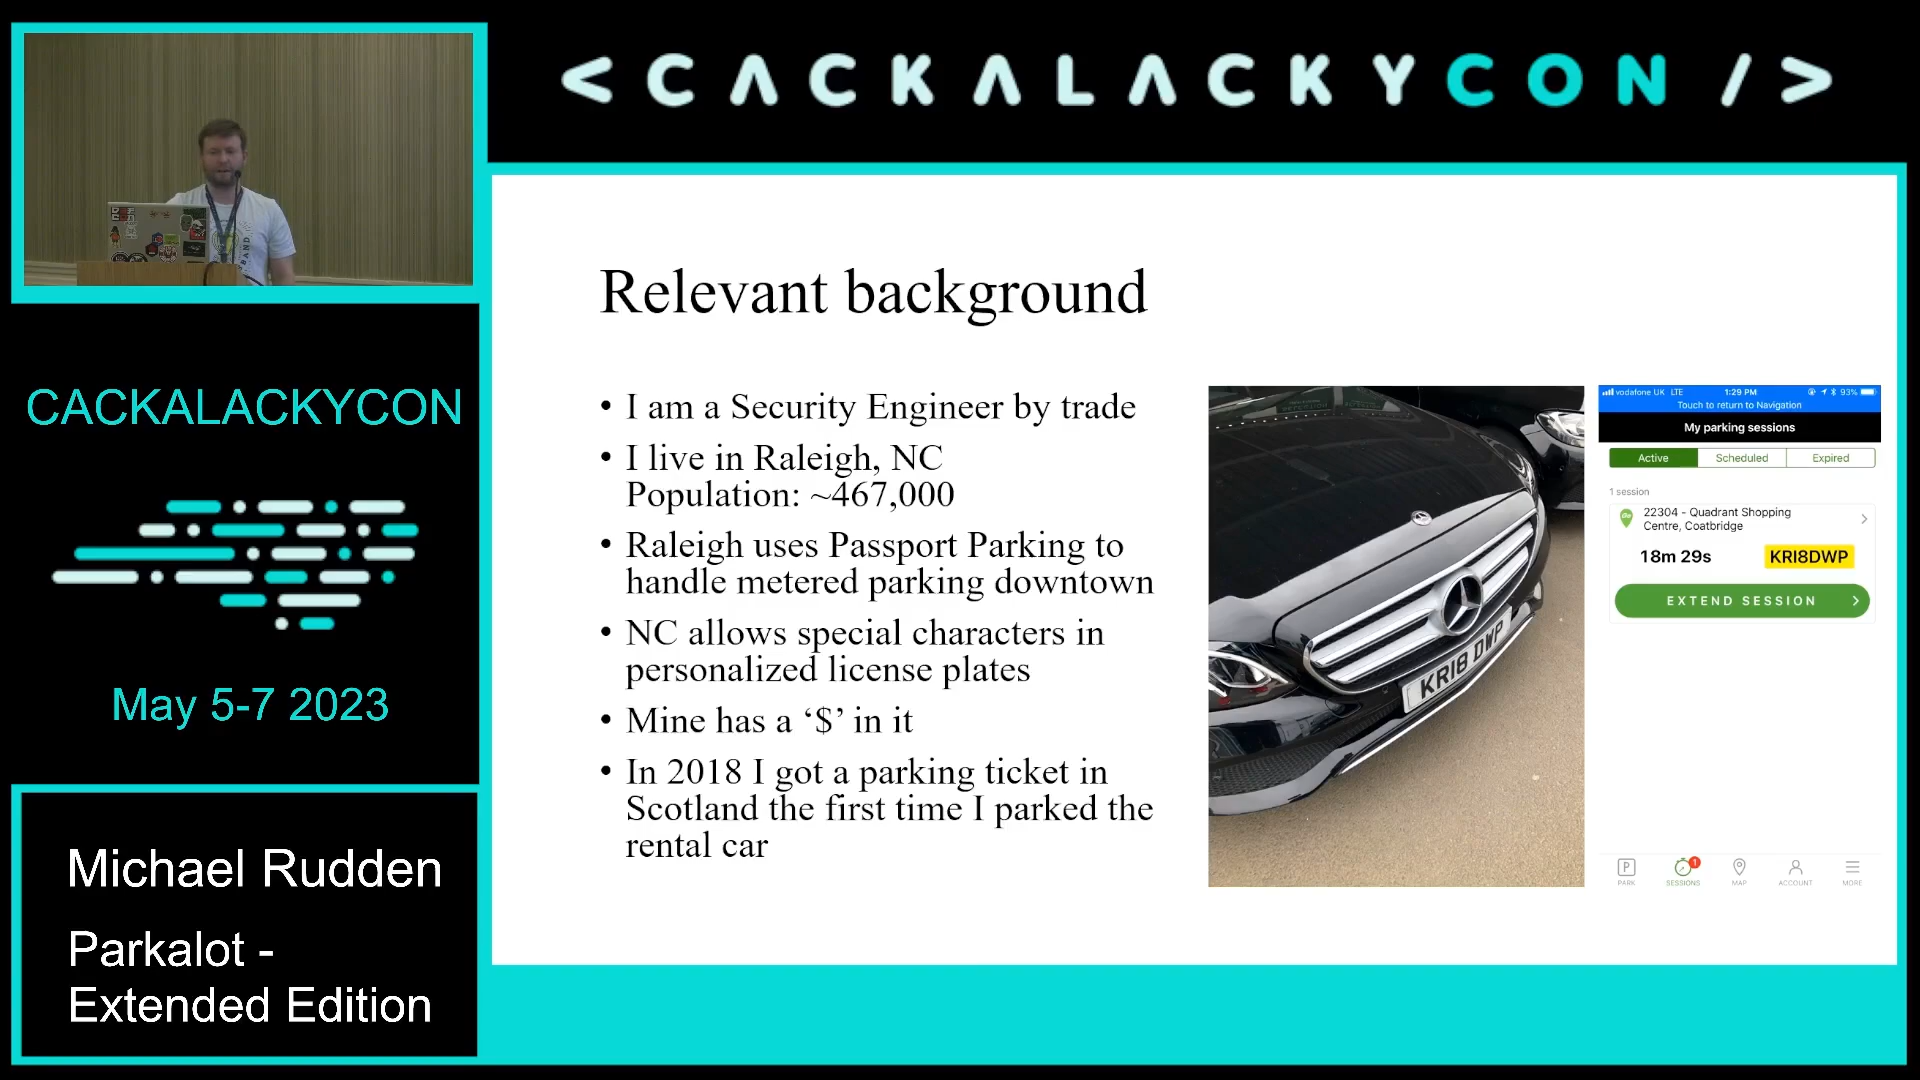 <CACKALACKYCON/>
Relevant background
• I am a Security Engineer by trade
• I live in Raleigh, NC
Population: ~467,000
• Raleigh uses Passport Parking to
handle metered parking downtown
• NC allows special characters in
personalized license plates
• Mine has a ‘$’ in it
• In 2018 I got a parking ticket in
Scotland the first time I parked the
rental car
KR18 DWP
vodafone UK LTE 1:29 PM 93%
Touch to return to Navigation
My parking sessions
Active Scheduled Expired
1 session
22304 - Quadrant Shopping
Centre, Coatbridge
18m 29s KRI8DWP
EXTEND SESSION
1
PARK SESSIONS MAP ACCOUNT MORE
CACKALACKYCON
May 5-7 2023
Michael Rudden
Parkalot -
Extended Edition